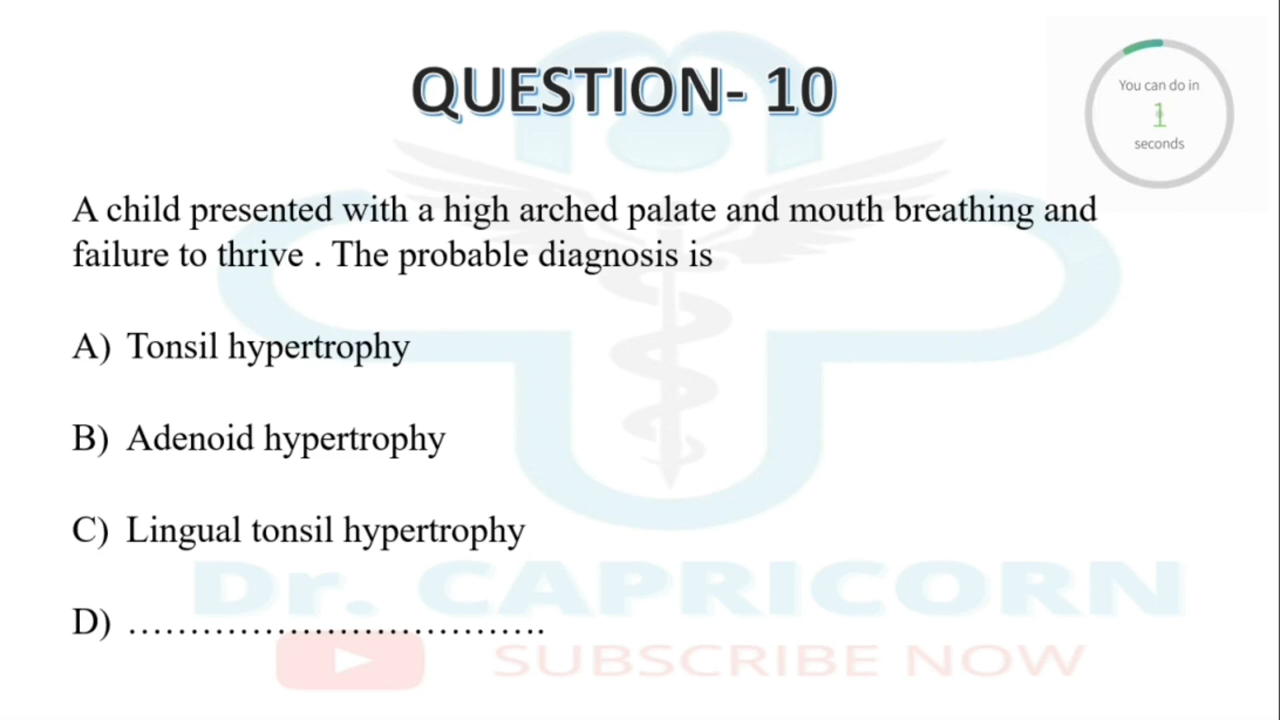 QUESTION- 10
You can do in
1
seconds
A child presented with a high arched palate and mouth breathing and
failure to thrive . The probable diagnosis is
A) Tonsil hypertrophy
B) Adenoid hypertrophy
C) Lingual tonsil hypertrophy
D) ……………………………….
Dr. CAPRICORN
SUBSCRIBE NOW